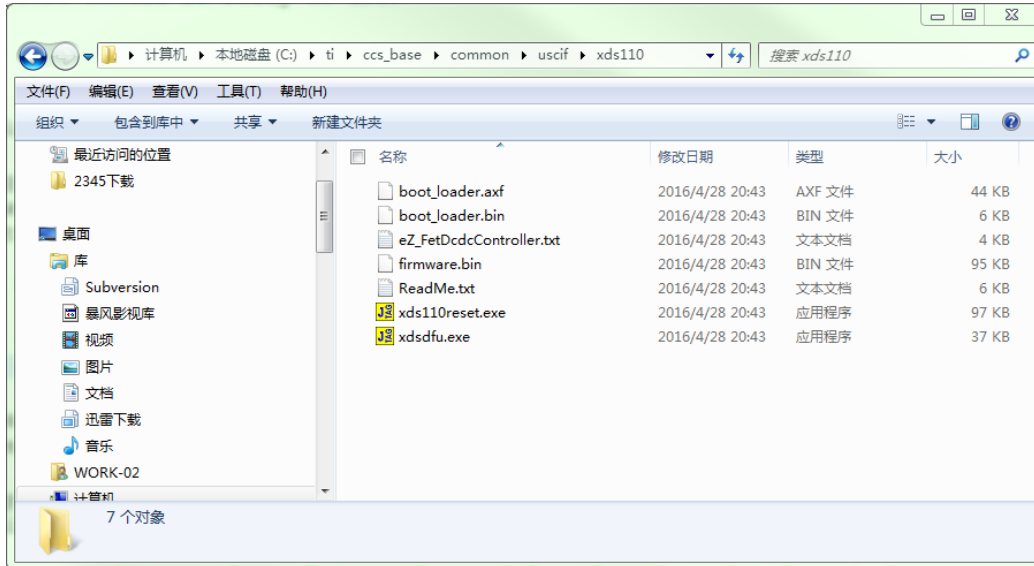 计算机 本地磁盘 (C:) ti ccs_base common uscif xds110 搜索 xds110
文件(F) 编辑(E) 查看(V) 工具(T) 帮助(H)
组织 包含到库中 共享 新建文件夹
最近访问的位置
2345下载
桌面
库
Subversion
暴风影视库
视频
图片
文档
迅雷下载
音乐
WORK-02
计算机
名称 修改日期 类型 大小
boot_loader.axf 2016/4/28 20:43 AXF 文件 44 KB
boot_loader.bin 2016/4/28 20:43 BIN 文件 6 KB
eZ_FetDcdcController.txt 2016/4/28 20:43 文本文档 4 KB
firmware.bin 2016/4/28 20:43 BIN 文件 95 KB
ReadMe.txt 2016/4/28 20:43 文本文档 6 KB
xds110reset.exe 2016/4/28 20:43 应用程序 97 KB
xdsdfu.exe 2016/4/28 20:43 应用程序 37 KB
7 个对象